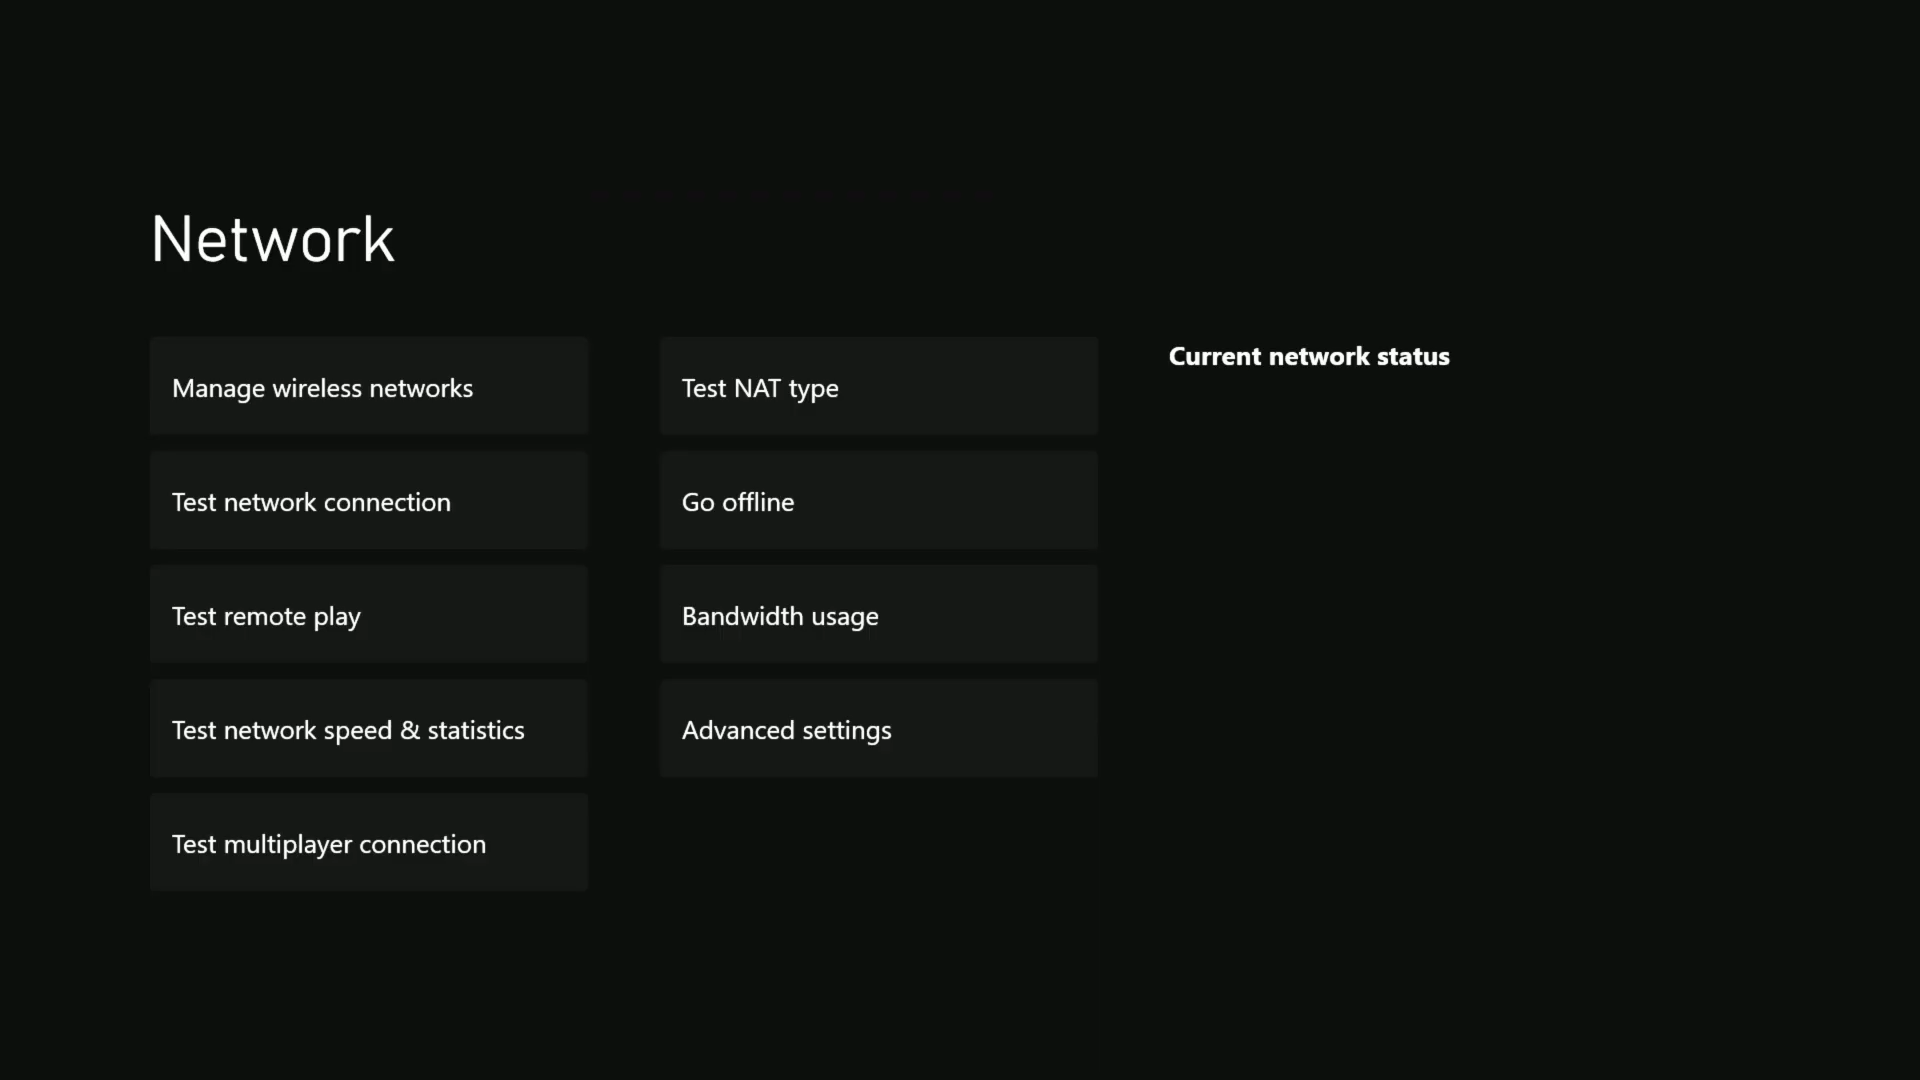 Network
Manage wireless networks
Test network connection
Test remote play
Test network speed & statistics
Test multiplayer connection
Test NAT type
Go offline
Bandwidth usage
Advanced settings
Current network status